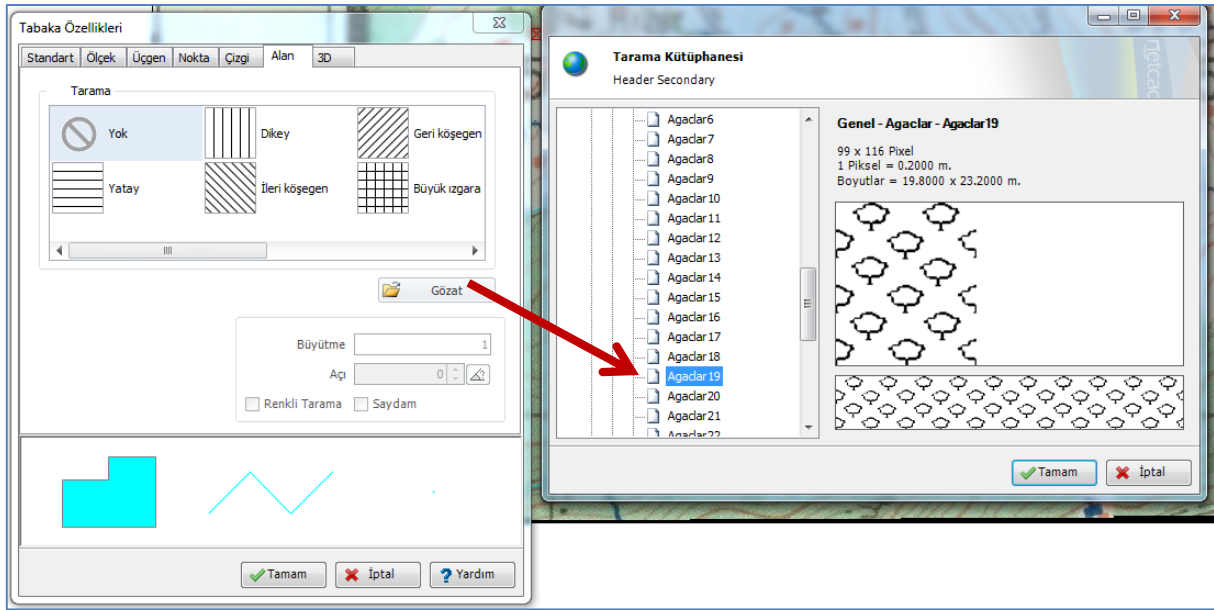 Tabaka Özellikleri
Standart Ölçek Üçgen Nokta Çizgi Alan 3D
Tarama
Yok Dikey Geri köşegen
Yatay İleri köşegen Büyük ızgara
Gözat
Büyütme 1
Açı 0
Renkli Tarama Saydam
Tamam İptal Yardım
Tarama Kütüphanesi
Header Secondary
netcad
Agaclar6
Agaclar7
Agaclar8
Agaclar9
Agaclar10
Agaclar11
Agaclar12
Agaclar13
Agaclar14
Agaclar15
Agaclar16
Agaclar17
Agaclar18
Agaclar19
Agaclar20
Agaclar21
Agaclar22
Genel - Agaclar - Agaclar19
99 x 116 Pixel
1 Piksel = 0.2000 m.
Boyutlar = 19.8000 x 23.2000 m.
Tamam İptal